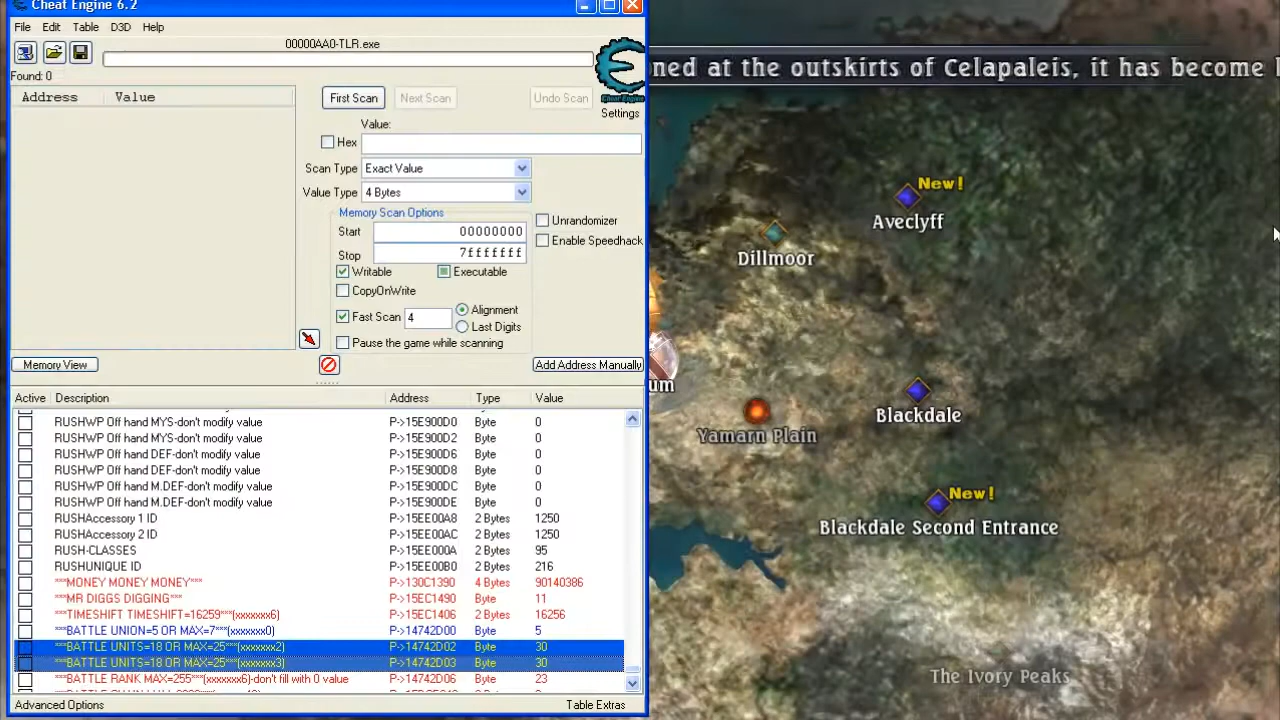 Cheat Engine 6.2
File Edit Table D3D Help
00000AA0-TLR.exe
Found: 0
Address Value
First Scan Next Scan Undo Scan
Settings
Value:
Hex
Scan Type Exact Value
Value Type 4 Bytes
Memory Scan Options
Start 00000000
Stop 7fffffff
Unrandomizer
Enable Speedhack
Writable Executable
CopyOnWrite
Fast Scan 4 Alignment
Last Digits
Pause the game while scanning
Memory View Add Address Manually
Active Description Address Type Value
RUSHWP Off hand MYS-don't modify value P->15E900D0 Byte 0
RUSHWP Off hand MYS-don't modify value P->15E900D2 Byte 0
RUSHWP Off hand DEF-don't modify value P->15E900D6 Byte 0
RUSHWP Off hand DEF-don't modify value P->15E900D8 Byte 0
RUSHWP Off hand M.DEF-don't modify value P->15E900DC Byte 0
RUSHWP Off hand M.DEF-don't modify value P->15E900DE Byte 0
RUSHAccessory 1 ID P->15EE00A8 2 Bytes 1250
RUSHAccessory 2 ID P->15EE00AC 2 Bytes 1250
RUSH-CLASSES P->15EE000A 2 Bytes 95
RUSHUNIQUE ID P->15EE00B0 2 Bytes 216
***MONEY MONEY MONEY*** P->130C1390 4 Bytes 90140386
***MR DIGGS DIGGING*** P->15EC1490 Byte 11
***TIMESHIFT TIMESHIFT=16259***(xxxxxxx6) P->15EC1406 2 Bytes 16256
***BATTLE UNION=5 OR MAX=7***(xxxxxxx0) P->14742D00 Byte 5
***BATTLE UNITS=18 OR MAX=25***(xxxxxxx2) P->14742D02 Byte 30
***BATTLE UNITS=18 OR MAX=25***(xxxxxxx3) P->14742D03 Byte 30
***BATTLE RANK MAX=255***(xxxxxxx6)-don't fill with 0 value P->14742D06 Byte 23
Advanced Options Table Extras
ned at the outskirts of Celapaleis, it has become
New!
Aveclyff
Dillmoor
um
Blackdale
Yamarn Plain
New!
Blackdale Second Entrance
The Ivory Peaks